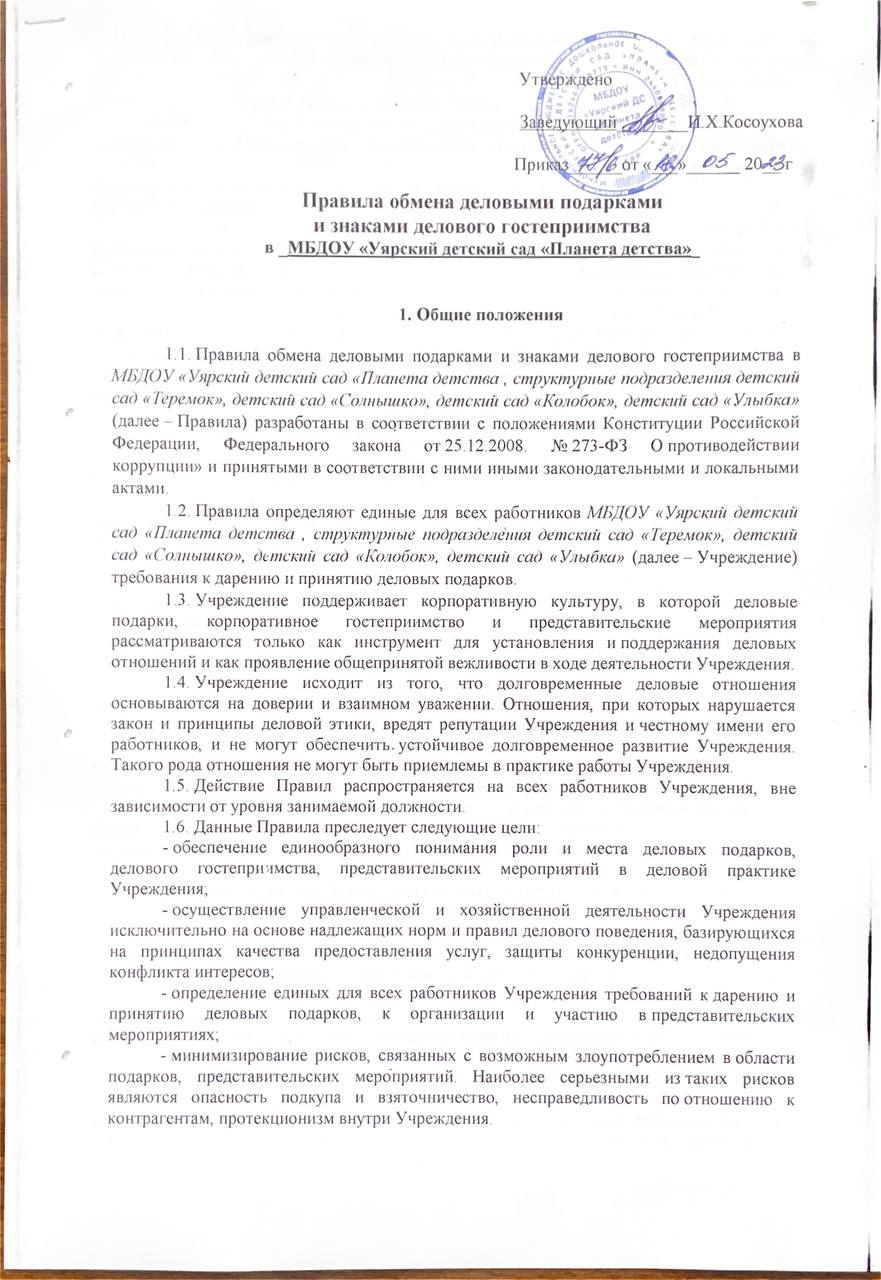 Утверждено
Заведующий И.Х.Косоухова
Приказ от « » 05 2023г
МБДОУ
«Уярский ДС
«Планета
детства»
Правила обмена деловыми подарками
и знаками делового гостеприимства
в МБДОУ «Уярский детский сад «Планета детства»
1. Общие положения
1.1. Правила обмена деловыми подарками и знаками делового гостеприимства в
МБДОУ «Уярский детский сад «Планета детства , структурные подразделения детский
сад «Теремок», детский сад «Солнышко», детский сад «Колобок», детский сад «Улыбка»
(далее – Правила) разработаны в соответствии с положениями Конституции Российской
Федерации, Федерального закона от 25.12.2008. № 273-ФЗ О противодействии
коррупции» и принятыми в соответствии с ними иными законодательными и локальными
актами.
1.2. Правила определяют единые для всех работников МБДОУ «Уярский детский
сад «Планета детства , структурные подразделения детский сад «Теремок», детский
сад «Солнышко», детский сад «Колобок», детский сад «Улыбка» (далее – Учреждение)
требования к дарению и принятию деловых подарков.
1.3. Учреждение поддерживает корпоративную культуру, в которой деловые
подарки, корпоративное гостеприимство и представительские мероприятия
рассматриваются только как инструмент для установления и поддержания деловых
отношений и как проявление общепринятой вежливости в ходе деятельности Учреждения.
1.4. Учреждение исходит из того, что долговременные деловые отношения
основываются на доверии и взаимном уважении. Отношения, при которых нарушается
закон и принципы деловой этики, вредят репутации Учреждения и честному имени его
работников, и не могут обеспечить устойчивое долговременное развитие Учреждения.
Такого рода отношения не могут быть приемлемы в практике работы Учреждения.
1.5. Действие Правил распространяется на всех работников Учреждения, вне
зависимости от уровня занимаемой должности.
1.6. Данные Правила преследует следующие цели:
- обеспечение единообразного понимания роли и места деловых подарков,
делового гостеприимства, представительских мероприятий в деловой практике
Учреждения;
- осуществление управленческой и хозяйственной деятельности Учреждения
исключительно на основе надлежащих норм и правил делового поведения, базирующихся
на принципах качества предоставления услуг, защиты конкуренции, недопущения
конфликта интересов;
- определение единых для всех работников Учреждения требований к дарению и
принятию деловых подарков, к организации и участию в представительских
мероприятиях;
- минимизирование рисков, связанных с возможным злоупотреблением в области
подарков, представительских мероприятий. Наиболее серьезными из таких рисков
являются опасность подкупа и взяточничество, несправедливость по отношению к
контрагентам, протекционизм внутри Учреждения.